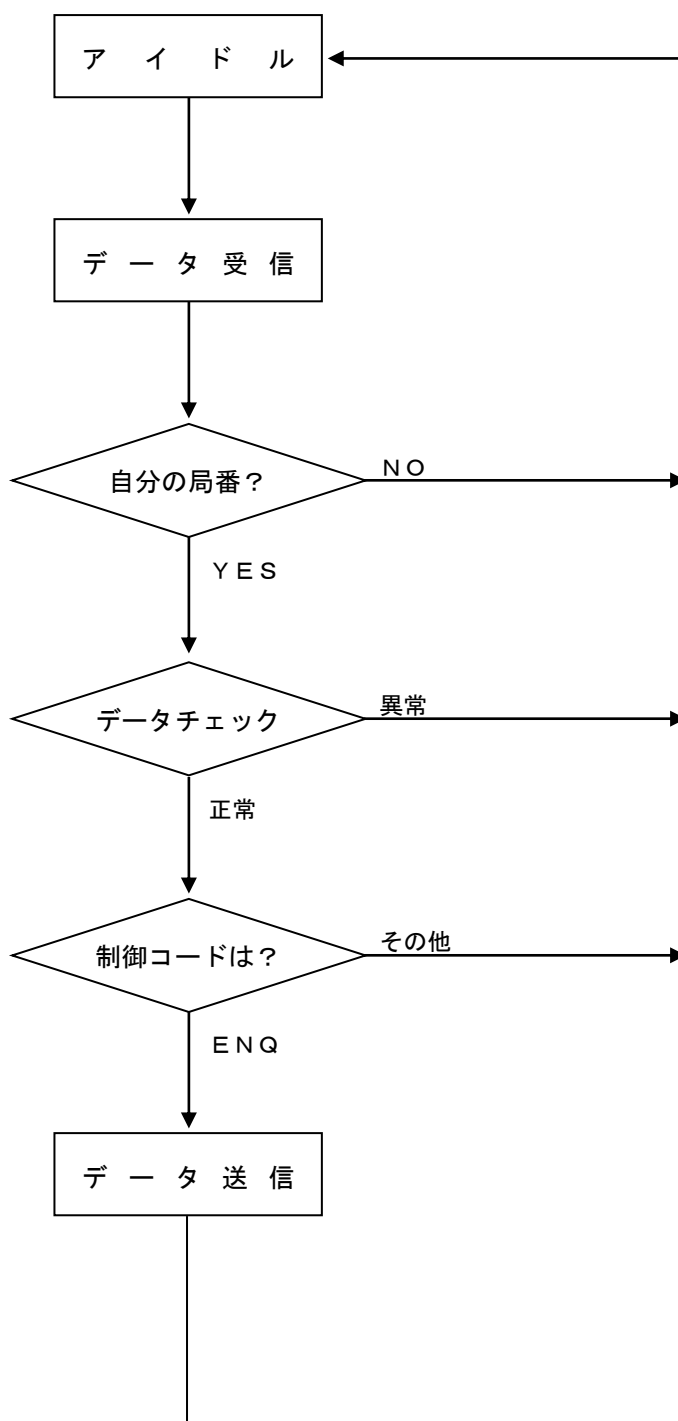 アイドル
データ受信
自分の局番？
ＮＯ
ＹＥＳ
データチェック
異常
正常
制御コードは？
その他
ＥＮＱ
データ送信